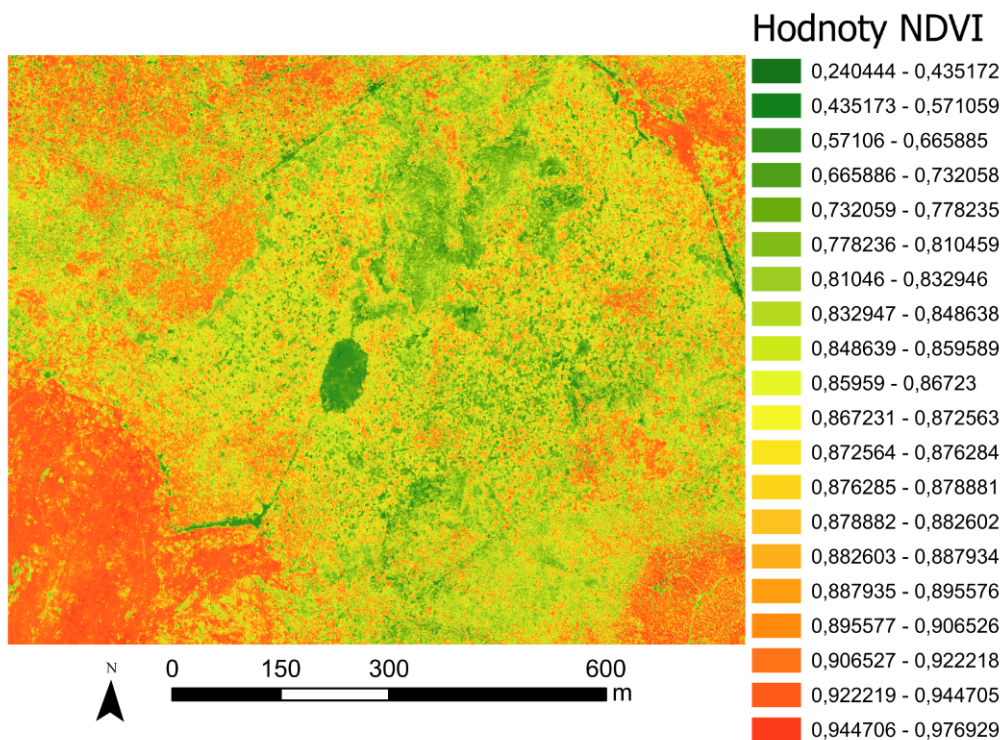 Hodnoty NDVI
0,240444 - 0,435172
0,435173 - 0,571059
0,57106 - 0,665885
0,665886 - 0,732058
0,732059 - 0,778235
0,778236 - 0,810459
0,81046 - 0,832946
0,832947 - 0,848638
0,848639 - 0,859589
0,85959 - 0,86723
0,867231 - 0,872563
0,872564 - 0,876284
0,876285 - 0,878881
0,878882 - 0,882602
0,882603 - 0,887934
0,887935 - 0,895576
0,895577 - 0,906526
0,906527 - 0,922218
0,922219 - 0,944705
0,944706 - 0,976929
N
0 150 300 600
m